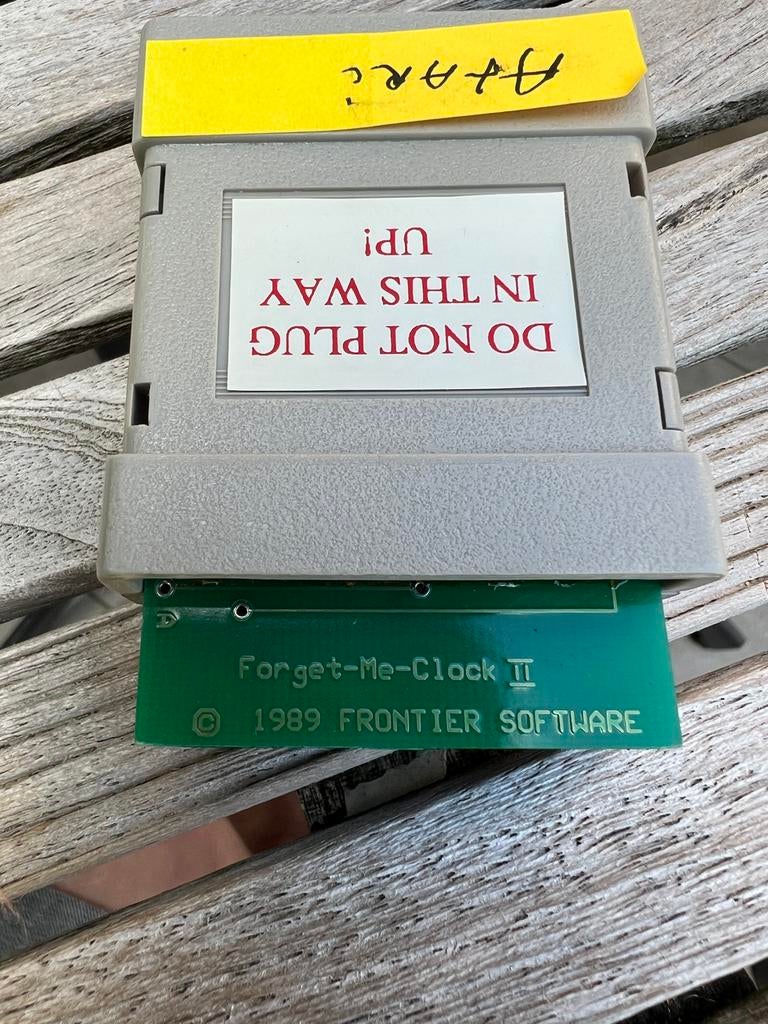 Atari
DO NOT PLUG
IN THIS WAY
UP!
Forget-Me-Clock II
© 1989 FRONTIER SOFTWARE